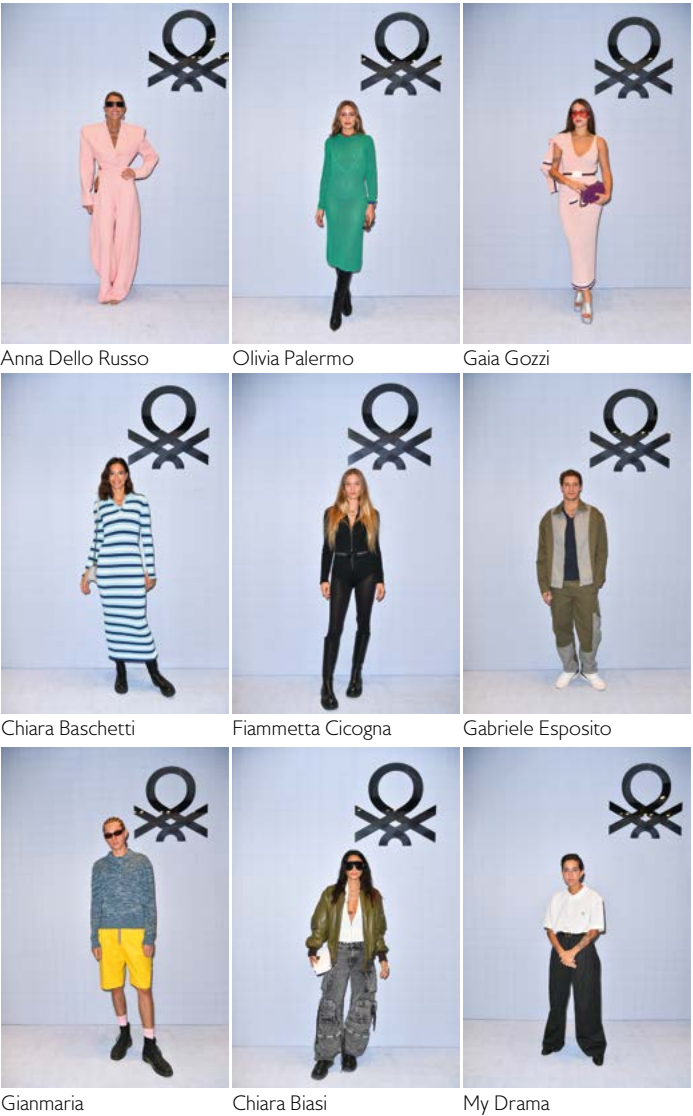 Anna Dello Russo
Olivia Palermo
Gaia Gozzi
Chiara Baschetti
Fiammetta Cicogna
Gabriele Esposito
Gianmaria
Chiara Biasi
My Drama